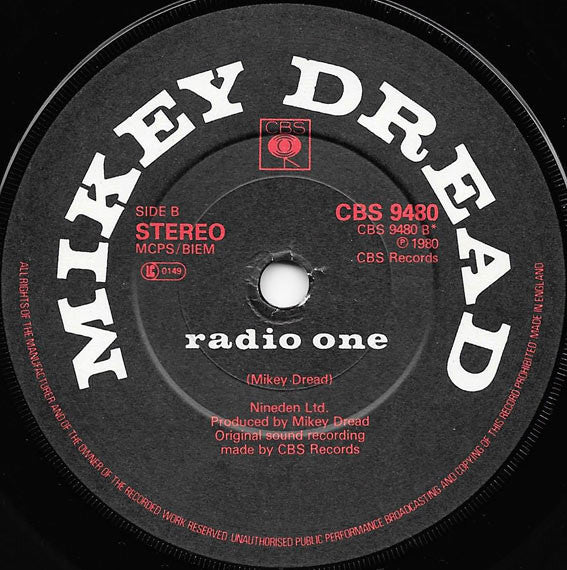 MIKEY DREAD
CBS
SIDE B
STEREO
MCPS/BIEM
LC 0149
CBS 9480
CBS 9480 B*
℗ 1980
CBS Records
radio one
(Mikey Dread)
Nineden Ltd.
Produced by Mikey Dread
Original sound recording
made by CBS Records
ALL RIGHTS OF THE MANUFACTURER AND OF THE OWNER OF THE RECORDED WORK RESERVED. UNAUTHORISED PUBLIC PERFORMANCE BROADCASTING AND COPYING OF THIS RECORD PROHIBITED. MADE IN ENGLAND